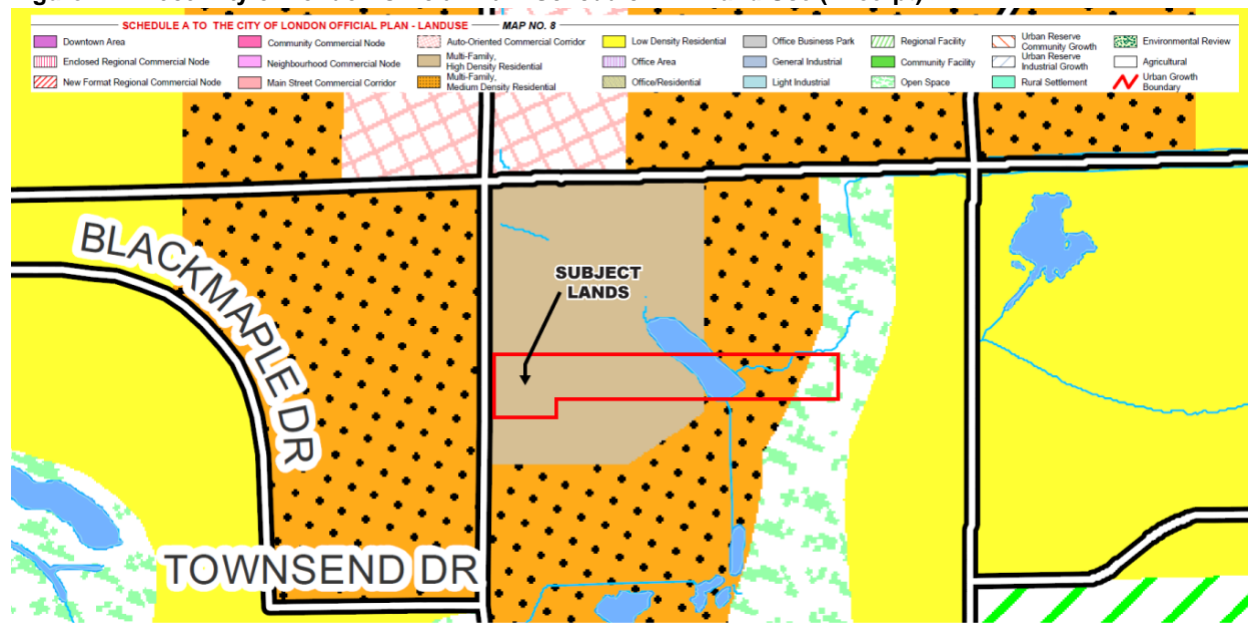 SCHEDULE A TO THE CITY OF LONDON OFFICIAL PLAN - LANDUSE MAP NO. 8
Downtown Area
Enclosed Regional Commercial Node
New Format Regional Commercial Node
Community Commercial Node
Neighbourhood Commercial Node
Main Street Commercial Corridor
Auto-Oriented Commercial Corridor
Multi-Family,
High Density Residential
Multi-Family,
Medium Density Residential
Low Density Residential
Office Area
Office/Residential
Office Business Park
General Industrial
Light Industrial
Regional Facility
Community Facility
Open Space
Urban Reserve
Community Growth
Urban Reserve
Industrial Growth
Rural Settlement
Environmental Review
Agricultural
Urban Growth
Boundary
BLACKMAPLE DR
SUBJECT
LANDS
TOWNSEND DR